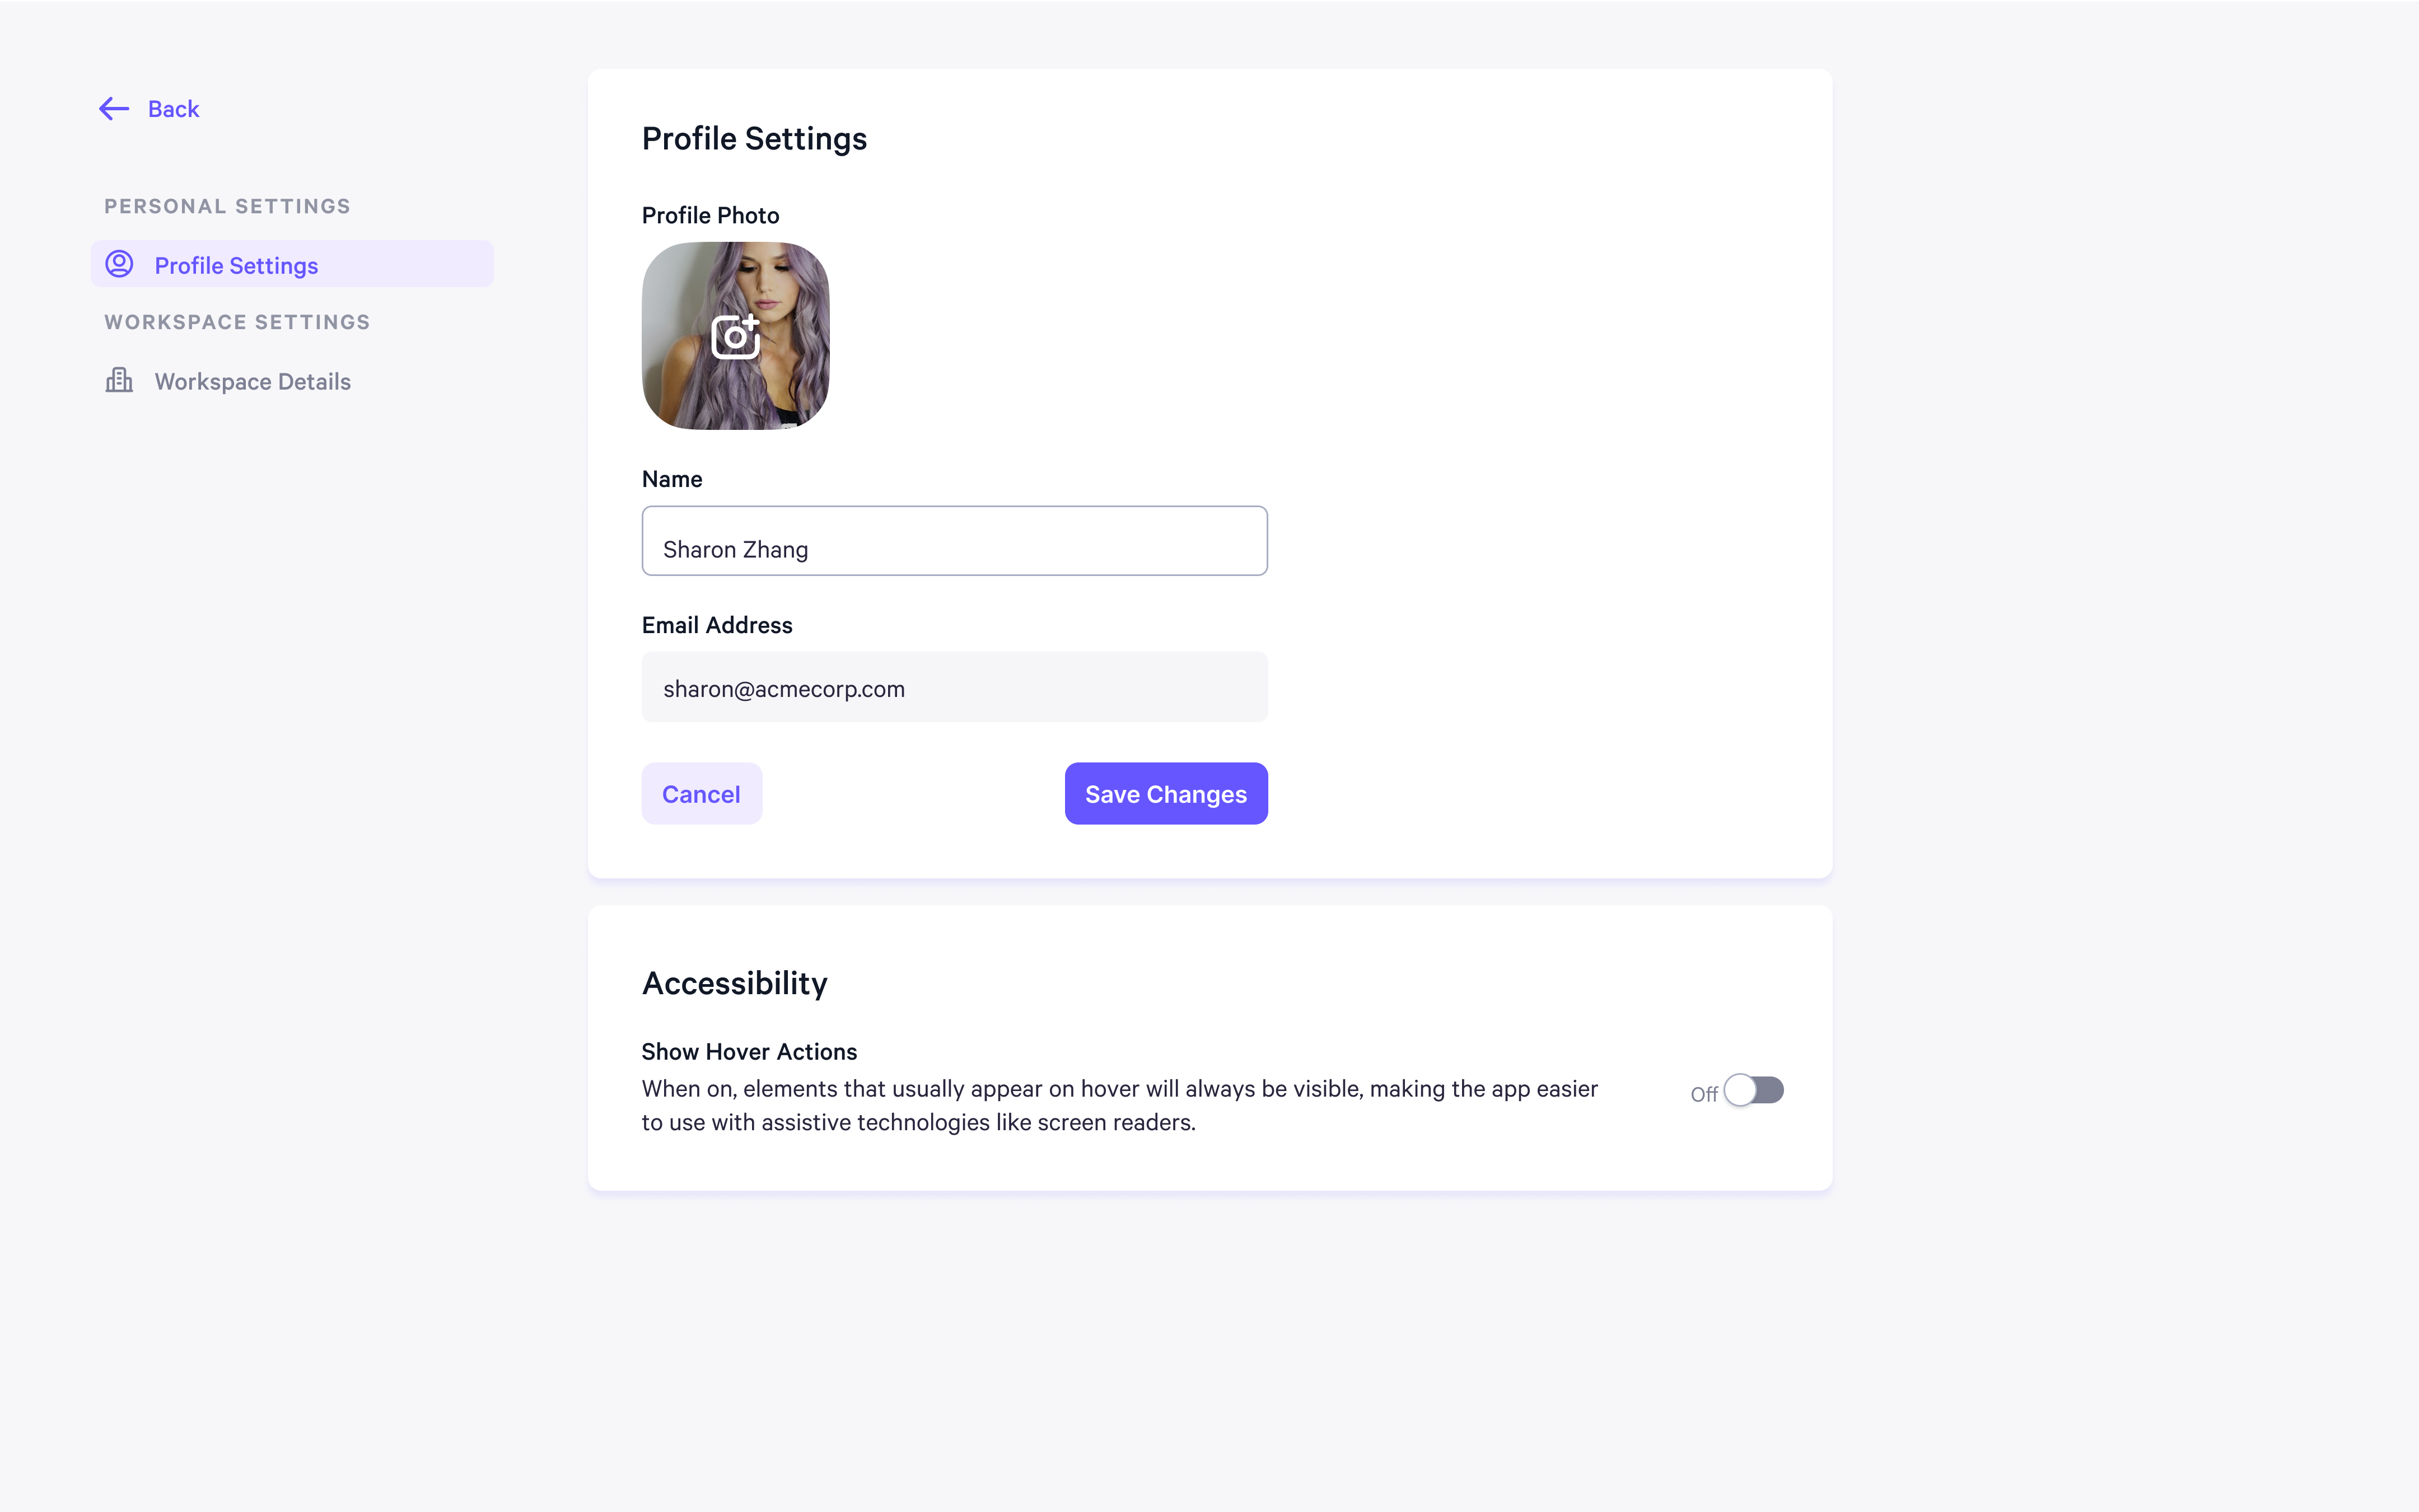 Back
PERSONAL SETTINGS
Profile Settings
WORKSPACE SETTINGS
Workspace Details
Profile Settings
Profile Photo
Name
Sharon Zhang
Email Address
sharon@acmecorp.com
Cancel
Save Changes
Accessibility
Show Hover Actions
When on, elements that usually appear on hover will always be visible, making the app easier
to use with assistive technologies like screen readers.
Off